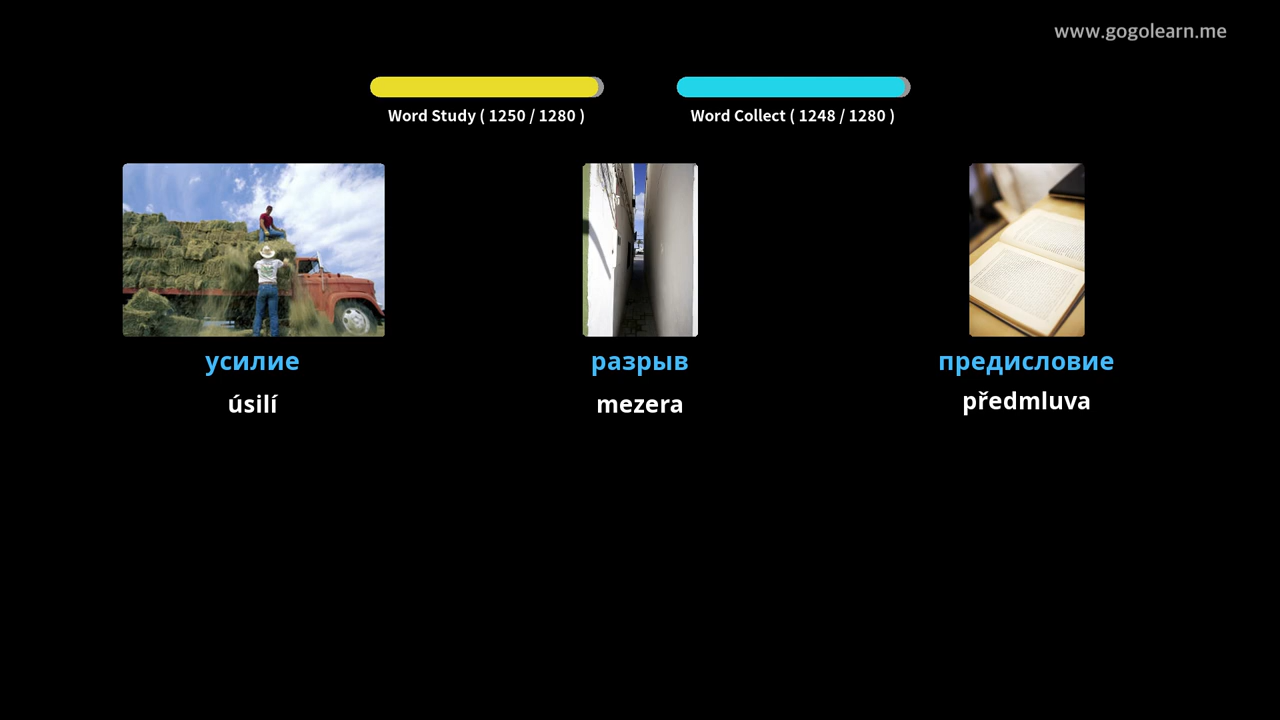 www.gogolearn.me
Word Study ( 1250 / 1280 )
Word Collect ( 1248 / 1280 )
усилие
úsilí
разрыв
mezera
предисловие
předmluva